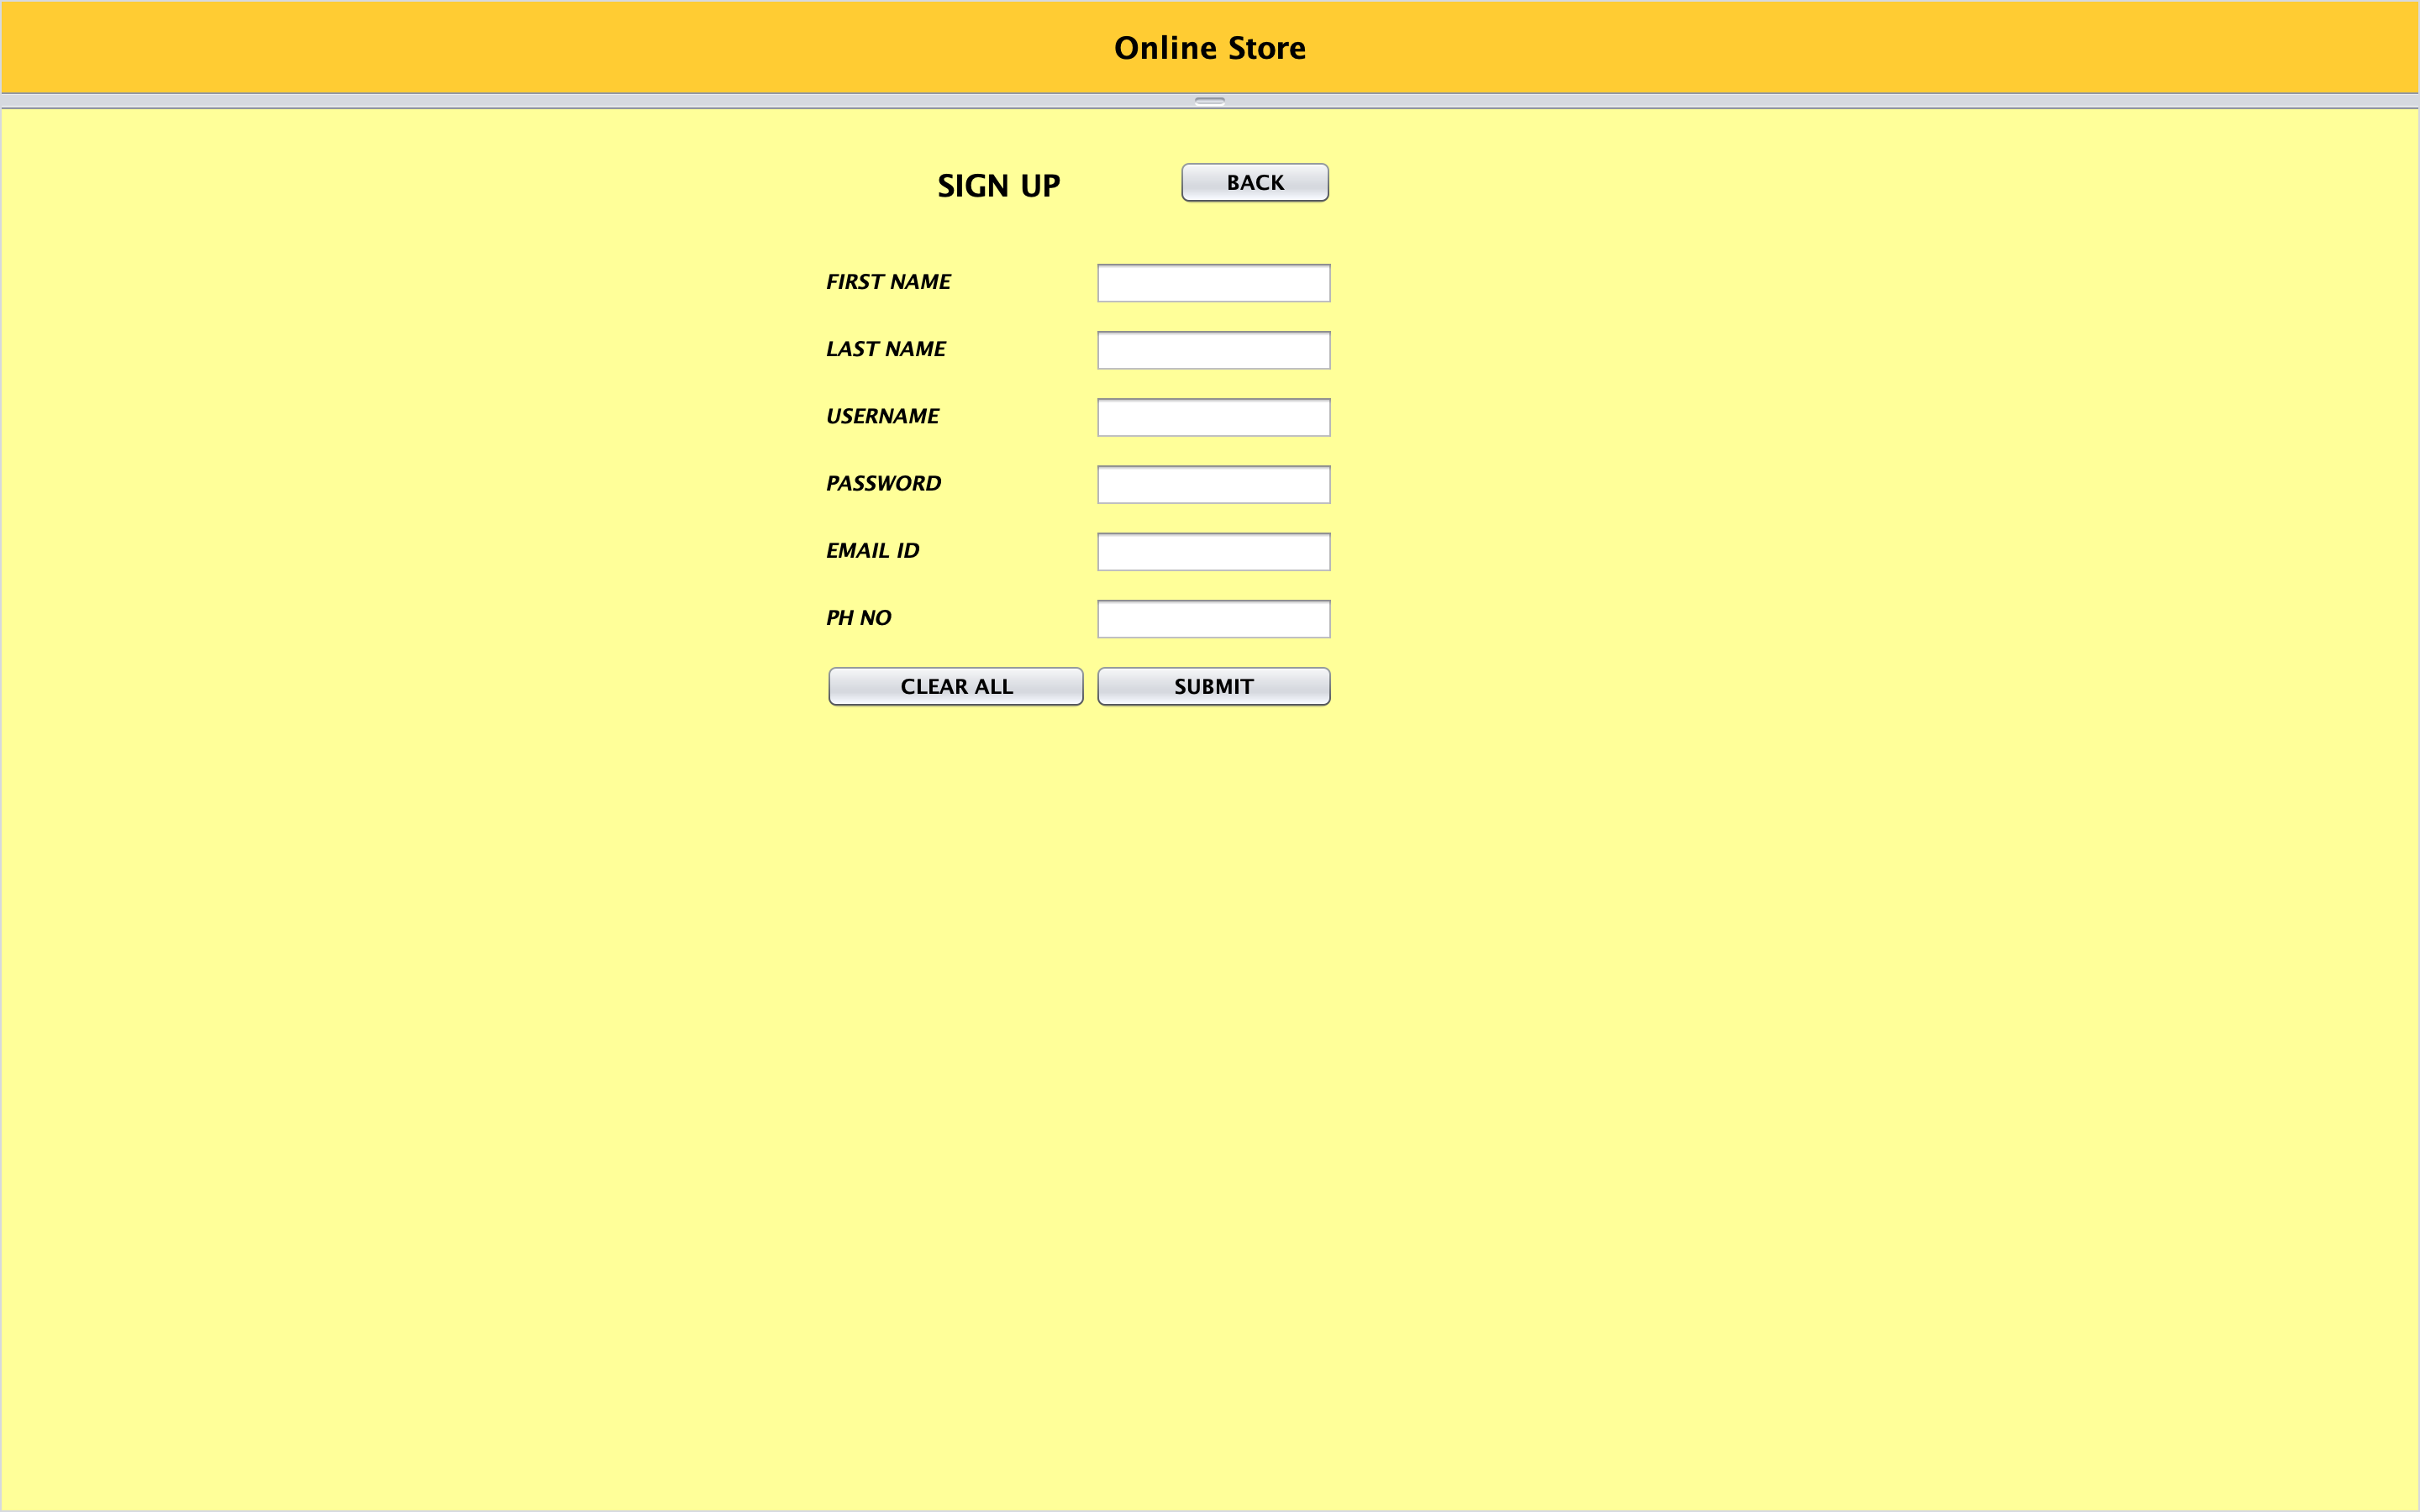 Online Store
SIGN UP
BACK
FIRST NAME
LAST NAME
USERNAME
PASSWORD
EMAIL ID
PH NO
CLEAR ALL
SUBMIT